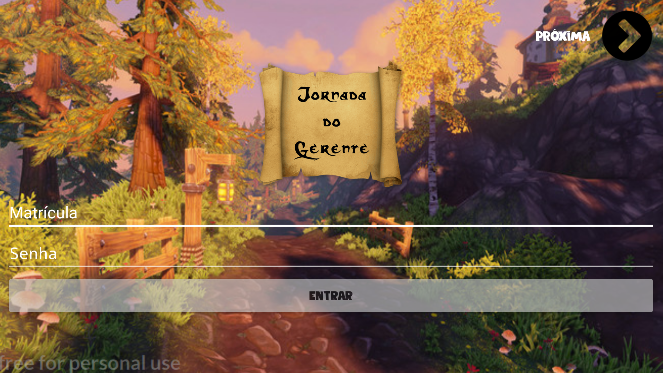 PRÓXIMA
Jornada
do
Gerente
Matrícula
Senha
ENTRAR
free for personal use